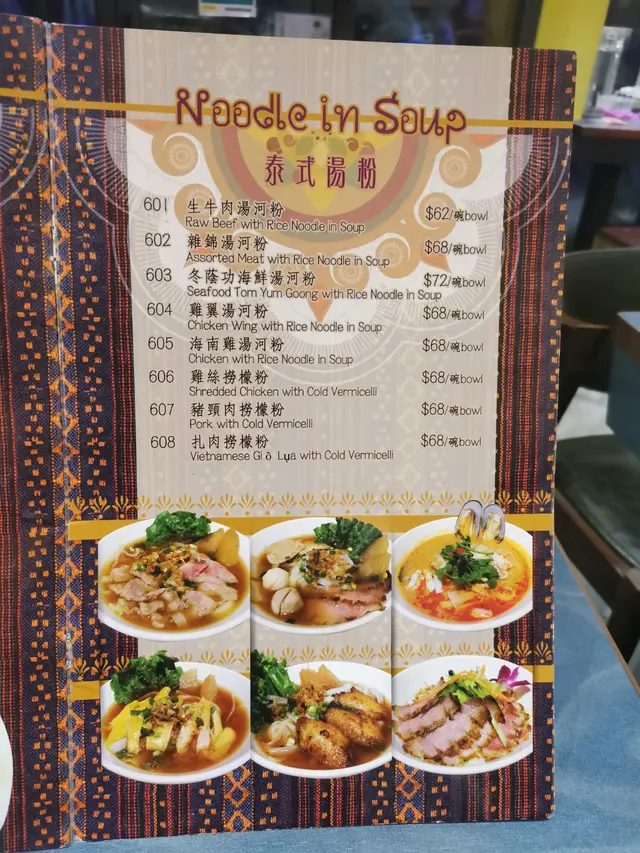 Noodle in Soup
泰式湯粉
601 生牛肉湯河粉 $62/碗bowl
Raw Beef with Rice Noodle in Soup
602 雜錦湯河粉 $68/碗bowl
Assorted Meat with Rice Noodle in Soup
603 冬蔭功海鮮湯河粉 $72/碗bowl
Seafood Tom Yum Goong with Rice Noodle in Soup
604 雞翼湯河粉 $68/碗bowl
Chicken Wing with Rice Noodle in Soup
605 海南雞湯河粉 $68/碗bowl
Chicken with Rice Noodle in Soup
606 雞絲撈檬粉 $68/碗bowl
Shredded Chicken with Cold Vermicelli
607 豬頸肉撈檬粉 $68/碗bowl
Pork with Cold Vermicelli
608 扎肉撈檬粉 $68/碗bowl
Vietnamese Gi ồ Lụa with Cold Vermicelli